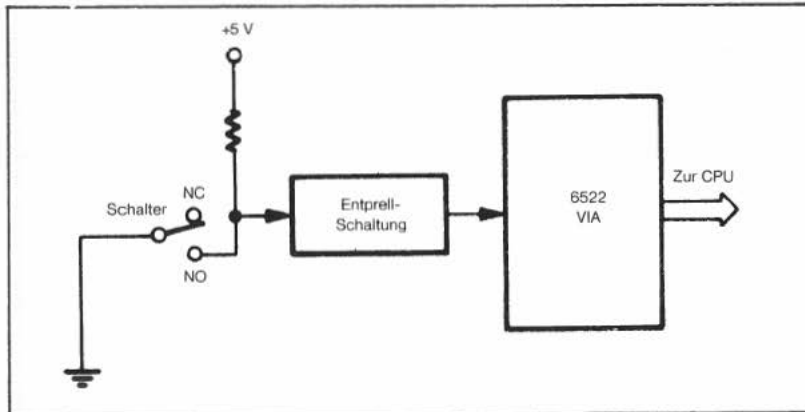 +5 V
NC
Schalter
NO
Entprell-
Schaltung
6522
VIA
Zur CPU